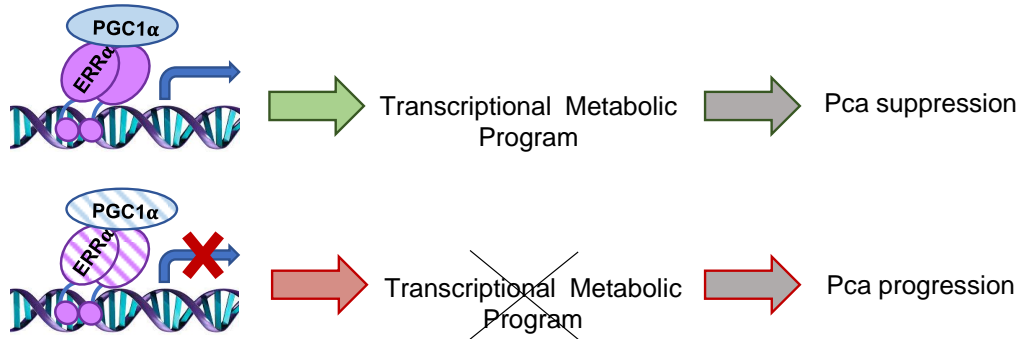 PGC1α
ERRα
Transcriptional Metabolic
Program
Pca suppression
PGC1α
ERRα
Transcriptional Metabolic
Program
Pca progression